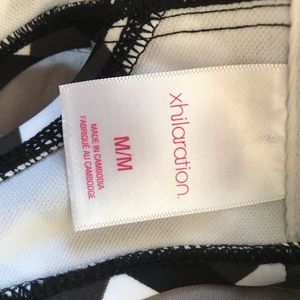 xhilaration.
M/M
MADE IN CAMBODIA
FABRIQUÉ AU CAMBODGE